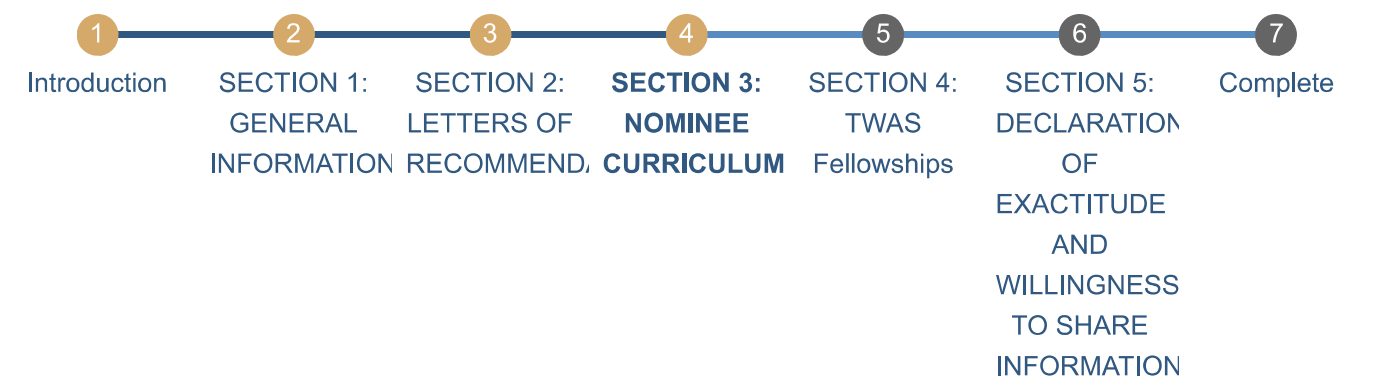 1
Introduction
2
SECTION 1:
GENERAL
INFORMATION
3
SECTION 2:
LETTERS OF
RECOMMEND
4
SECTION 3:
NOMINEE
CURRICULUM
5
SECTION 4:
TWAS
Fellowships
6
SECTION 5:
DECLARATION
OF
EXACTITUDE
AND
WILLINGNESS
TO SHARE
INFORMATION
7
Complete